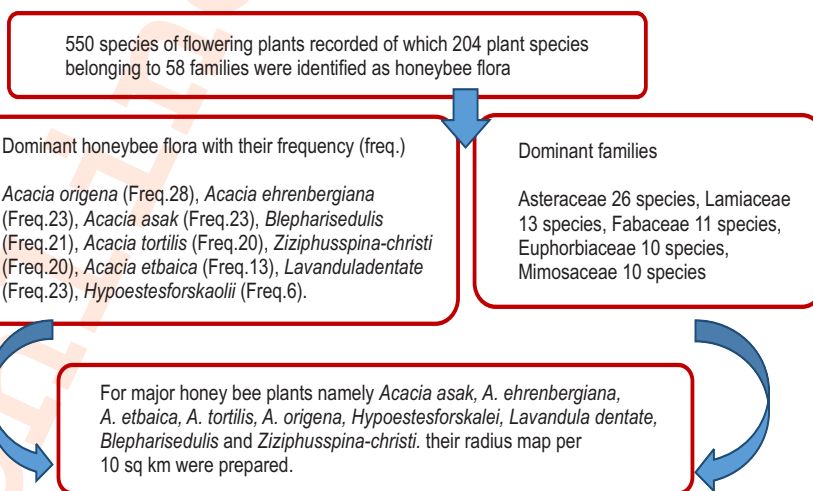 550 species of flowering plants recorded of which 204 plant species
belonging to 58 families were identified as honeybee flora
Dominant honeybee flora with their frequency (freq.)
Acacia origena (Freq.28), Acacia ehrenbergiana
(Freq.23), Acacia asak (Freq.23), Blepharisedulis
(Freq.21), Acacia tortilis (Freq.20), Ziziphusspina-christi
(Freq.20), Acacia etbaica (Freq.13), Lavanduladentate
(Freq.23), Hypoestesforskaolii (Freq.6).
Dominant families
Asteraceae 26 species, Lamiaceae
13 species, Fabaceae 11 species,
Euphorbiaceae 10 species,
Mimosaceae 10 species
For major honey bee plants namely Acacia asak, A. ehrenbergiana,
A. etbaica, A. tortilis, A. origena, Hypoestesforskalei, Lavandula dentate,
Blepharisedulis and Ziziphusspina-christi. their radius map per
10 sq km were prepared.